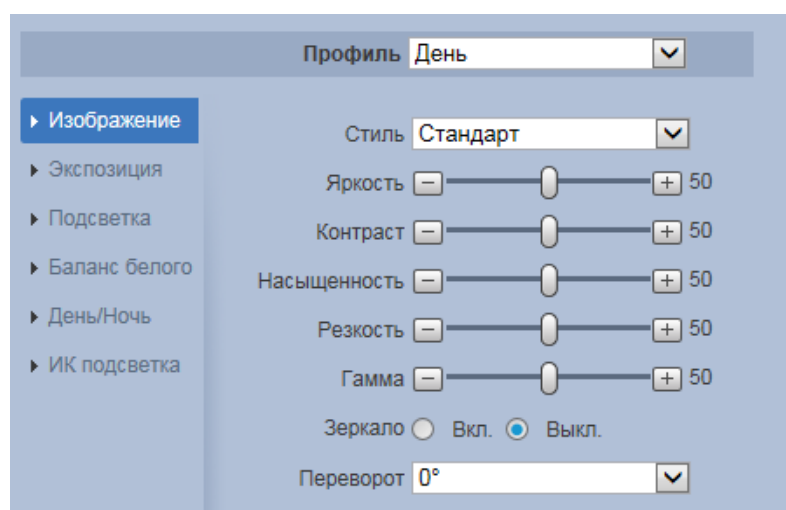 Профиль День
Изображение
Экспозиция
Подсветка
Баланс белого
День/Ночь
ИК подсветка
Стиль Стандарт
Яркость 50
Контраст 50
Насыщенность 50
Резкость 50
Гамма 50
Зеркало Вкл. Выкл.
Переворот 0°